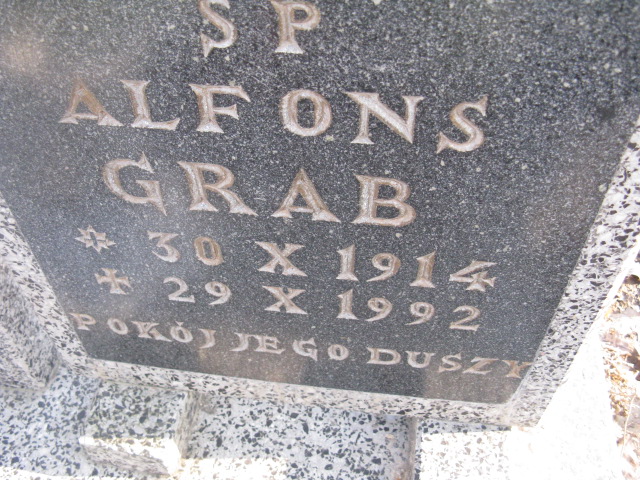 SP
ALFONS
GRAB
* 30 X 1914
+ 29 X 1992
POKÓJ JEGO DUSZY